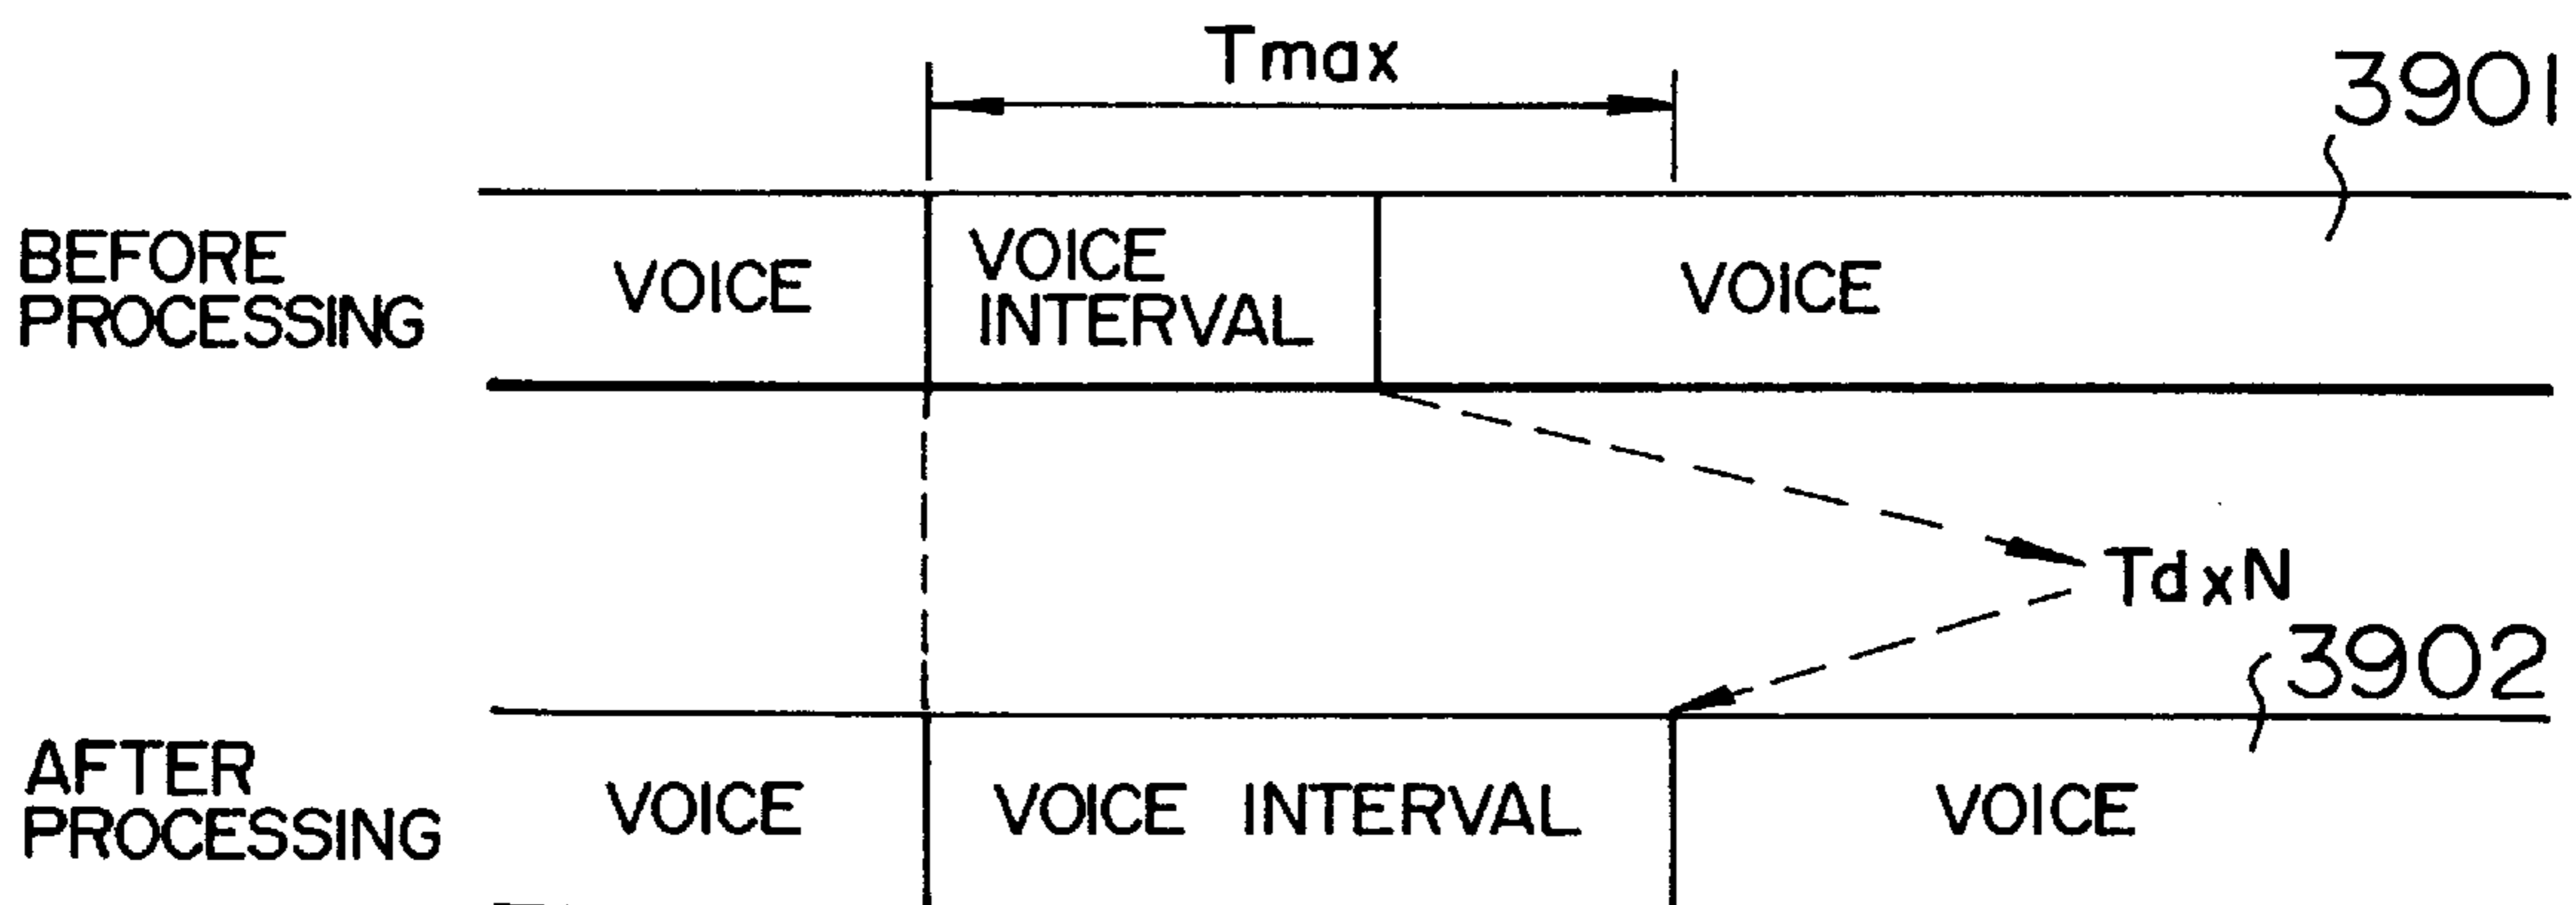 Tmax
3901
BEFORE
PROCESSING
VOICE
VOICE
INTERVAL
VOICE
TdxN
3902
AFTER
PROCESSING
VOICE
VOICE INTERVAL
VOICE